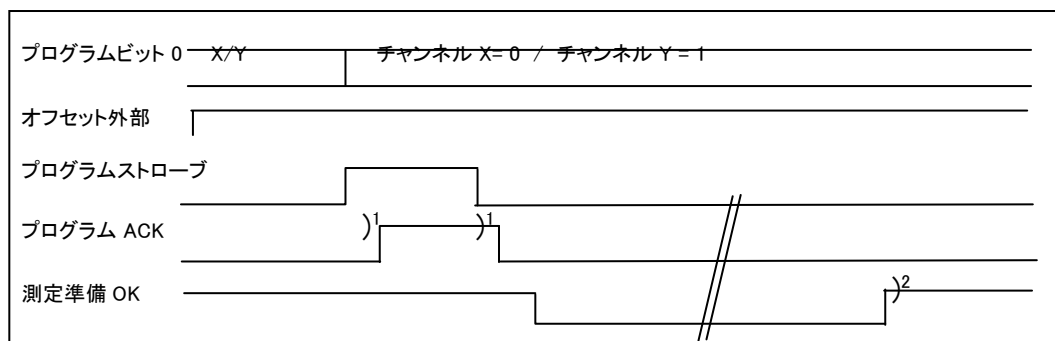 プログラムビット 0 X/Y チャンネル X= 0 / チャンネル Y = 1
オフセット外部
プログラムストローブ
プログラム ACK )1 )1
測定準備 OK )2